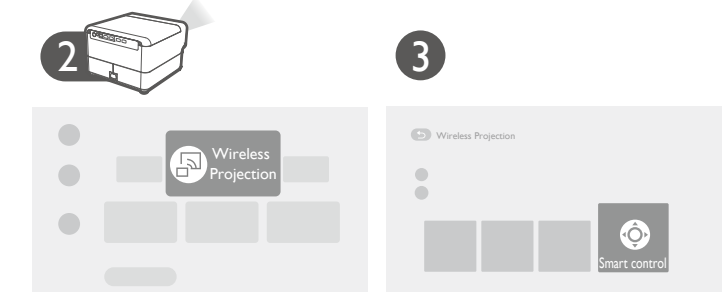 2
3
Wireless
Projection
Wireless Projection
Smart control